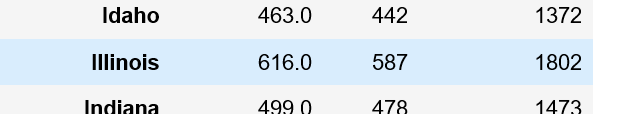 Idaho 463.0 442 1372
Illinois 616.0 587 1802
Indiana 499.0 478 1473